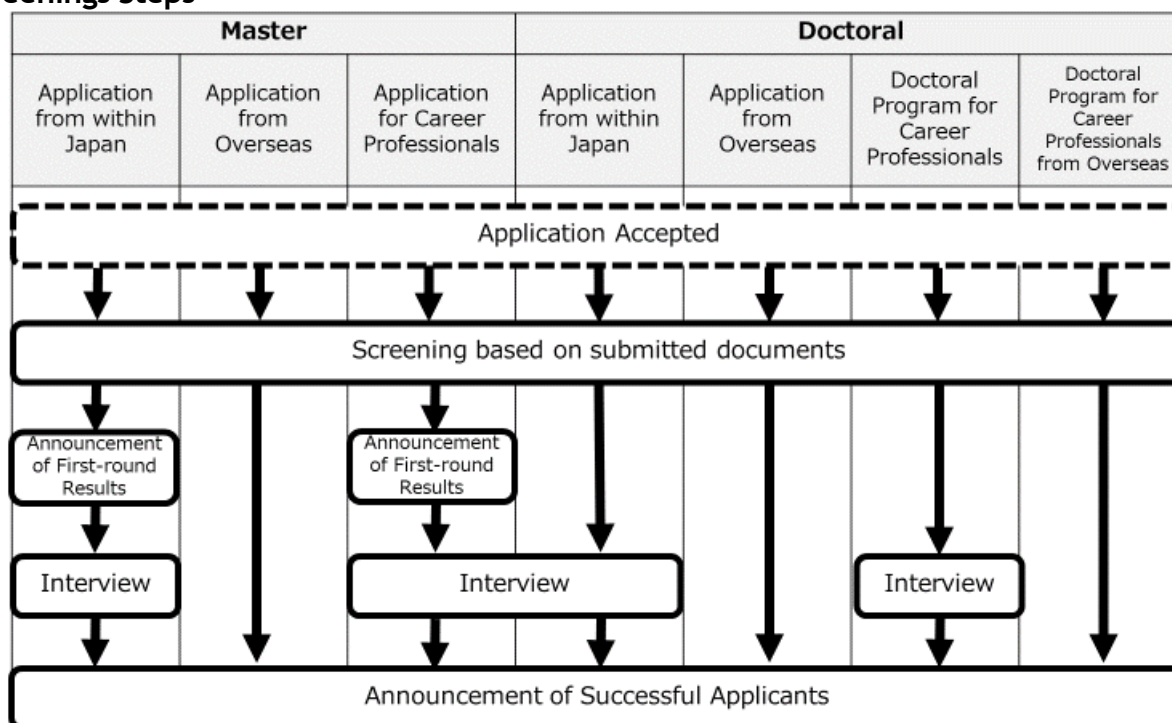 Steps
Master
Doctoral
Application
from within
Japan
Application
from
Overseas
Application
for Career
Professionals
Application
from within
Japan
Application
from
Overseas
Doctoral
Program for
Career
Professionals
Doctoral
Program for
Career
Professionals
from Overseas
Application Accepted
Screening based on submitted documents
Announcement
of First-round
Results
Announcement
of First-round
Results
Interview
Interview
Interview
Announcement of Successful Applicants